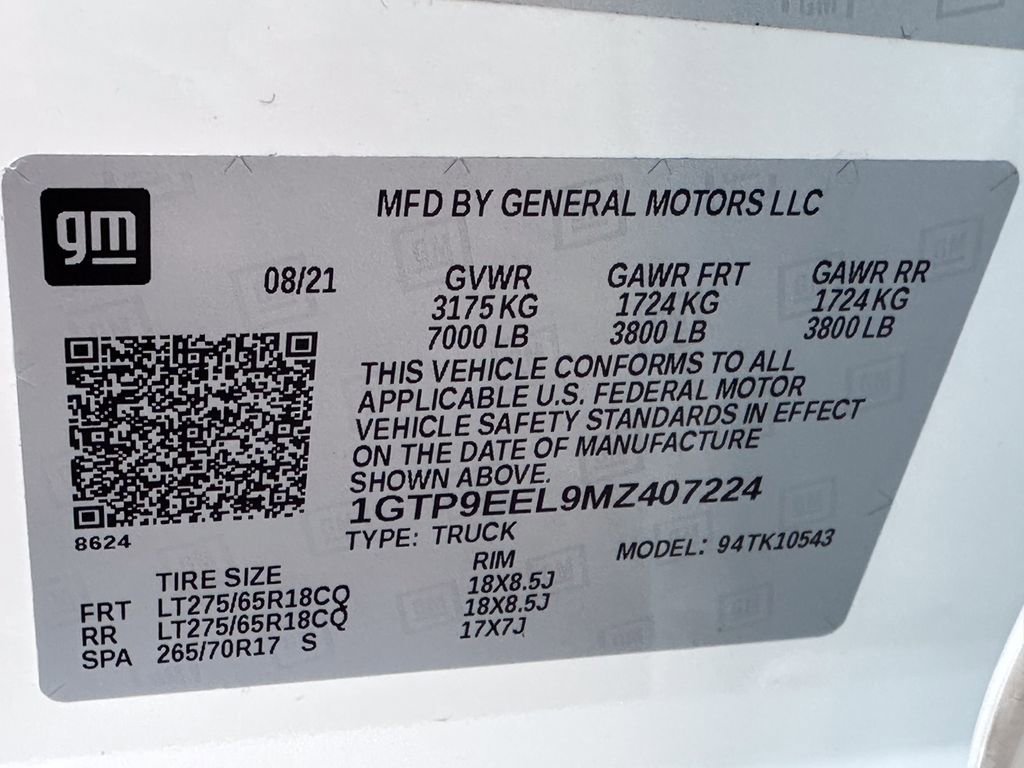 gm
MFD BY GENERAL MOTORS LLC
08/21 GVWR GAWR FRT GAWR RR
3175 KG 1724 KG 1724 KG
7000 LB 3800 LB 3800 LB
THIS VEHICLE CONFORMS TO ALL
APPLICABLE U.S. FEDERAL MOTOR
VEHICLE SAFETY STANDARDS IN EFFECT
ON THE DATE OF MANUFACTURE
SHOWN ABOVE.
1GTP9EEL9MZ407224
8624
TYPE: TRUCK MODEL: 94TK10543
TIRE SIZE RIM
FRT LT275/65R18CQ 18X8.5J
RR LT275/65R18CQ 18X8.5J
SPA 265/70R17 S 17X7J